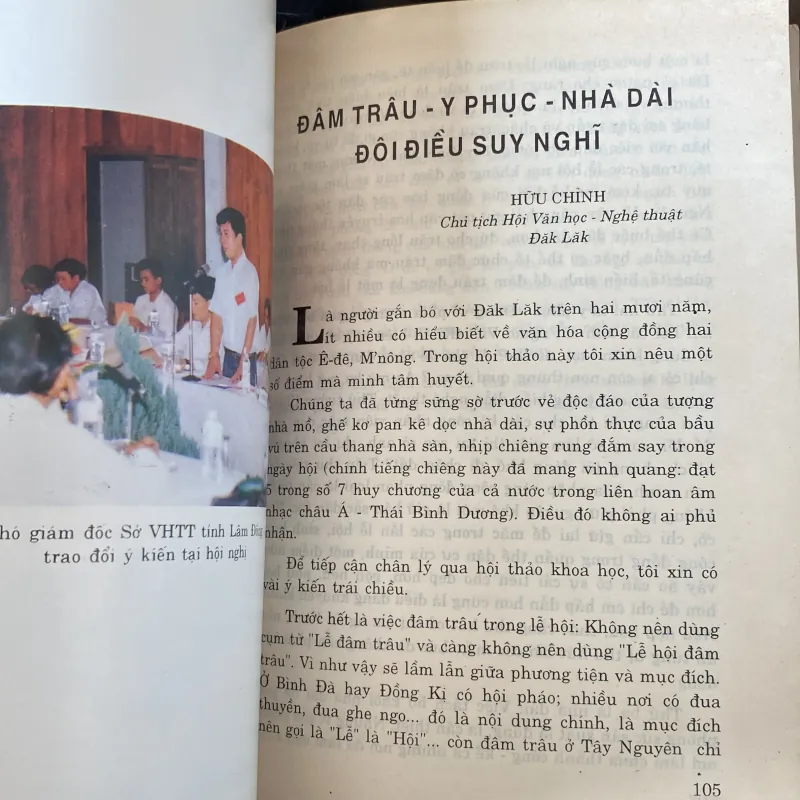 hó giám đốc Sở VHTT tỉnh Lâm Đồng
trao đổi ý kiến tại hội nghị
ĐÂM TRÂU - Y PHỤC - NHÀ DÀI
ĐÔI ĐIỀU SUY NGHĨ
HỮU CHỈNH
Chủ tịch Hội Văn học - Nghệ thuật
Đăk Lăk
Là người gắn bó với Đăk Lăk trên hai mươi năm,
ít nhiều có hiểu biết về văn hóa cộng đồng hai
dân tộc Ê-đê, M'nông. Trong hội thảo này tôi xin nêu một
số điểm mà minh tâm huyết.
Chúng ta đã từng sững sờ trước vẻ độc đáo của tượng
nhà mồ, ghế kơ pan kê dọc nhà dài, sự phồn thực của bầu
vú trên cầu thang nhà sàn, nhịp chiêng rung đắm say trong
ngày hội (chính tiếng chiêng này đã mang vinh quang: đạt
5 trong số 7 huy chương của cả nước trong liên hoan âm
nhạc châu Á - Thái Bình Dương). Điều đó không ai phủ
nhận.
Để tiếp cận chân lý qua hội thảo khoa học, tôi xin có
vài ý kiến trái chiều.
Trước hết là việc đâm trâu trong lễ hội: Không nên dùng
cụm từ "Lễ đâm trâu" và càng không nên dùng "Lễ hội đâm
trâu". Vì như vậy sẽ lầm lẫn giữa phương tiện và mục đích.
Ở Bình Đà hay Đồng Kị có hội pháo; nhiều nơi có đua
thuyền, đua ghe ngo... đó là nội dung chính, là mục đích
nên gọi là "Lễ" là "Hội"... còn đâm trâu ở Tây Nguyên chỉ
105